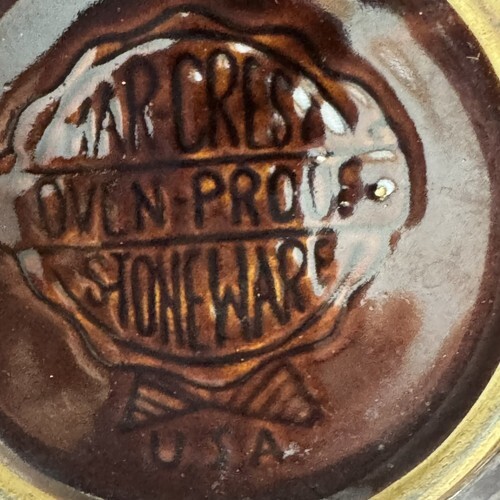 MAR-CREST
OVEN-PROOF
STONEWARE
USA